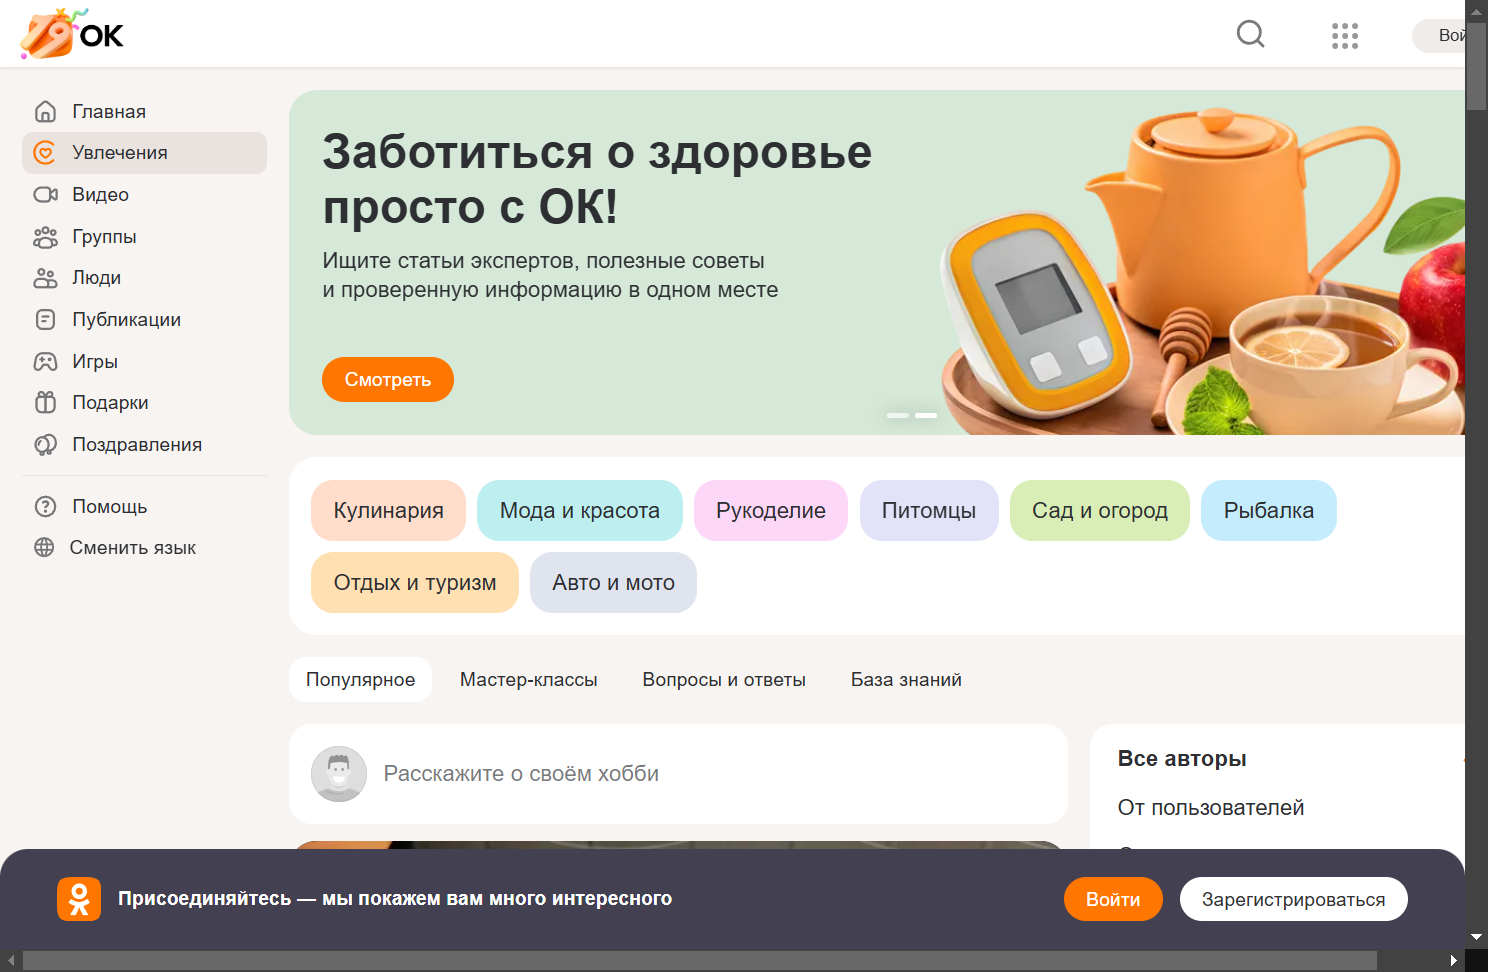 19 ОК
Вой
Главная
Увлечения
Видео
Группы
Люди
Публикации
Игры
Подарки
Поздравления
Помощь
Сменить язык
Заботиться о здоровье
просто с ОК!
Ищите статьи экспертов, полезные советы
и проверенную информацию в одном месте
Смотреть
Кулинария
Мода и красота
Рукоделие
Питомцы
Сад и огород
Рыбалка
Отдых и туризм
Авто и мото
Популярное
Мастер-классы
Вопросы и ответы
База знаний
Расскажите о своём хобби
Все авторы
От пользователей
Присоединяйтесь — мы покажем вам много интересного
Войти
Зарегистрироваться